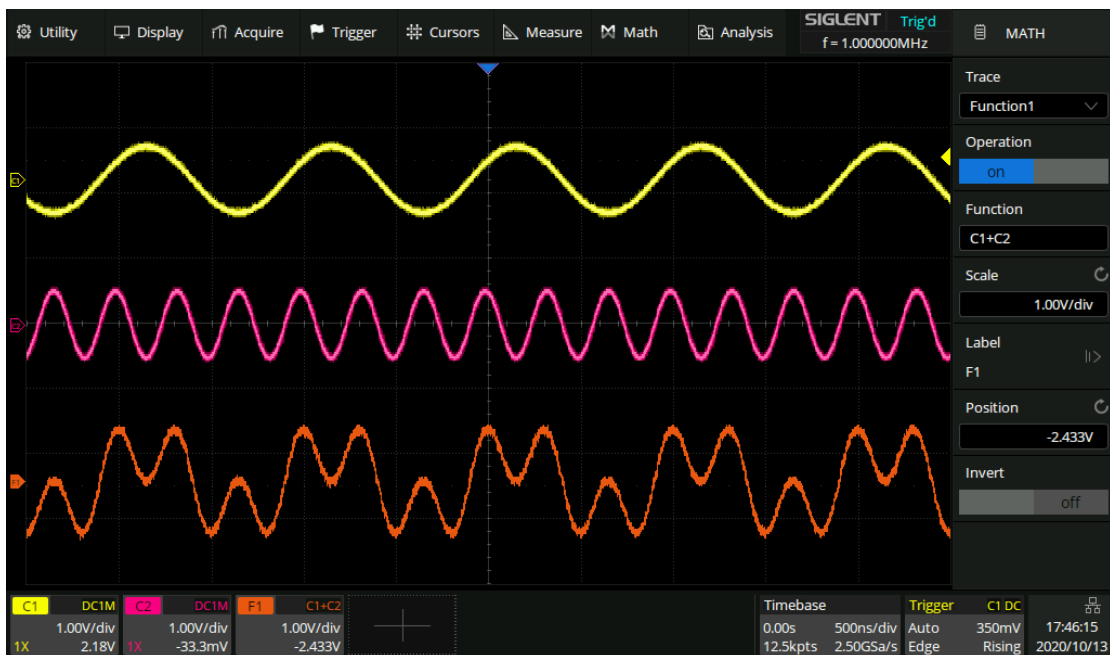 Utility Display Acquire Trigger Cursors Measure Math Analysis
SIGLENT Trig'd
f = 1.000000MHz
MATH
Trace
Function1
Operation
on
Function
C1+C2
Scale
1.00V/div
Label
F1
Position
-2.433V
Invert
off
C1
C2
F1
C1 DC1M
1.00V/div
1X 2.18V
C2 DC1M
1.00V/div
1X -33.3mV
F1 C1+C2
1.00V/div
-2.433V
Timebase
0.00s 500ns/div
12.5kpts 2.50GSa/s
Trigger C1 DC
Auto 350mV
Edge Rising
17:46:15
2020/10/13